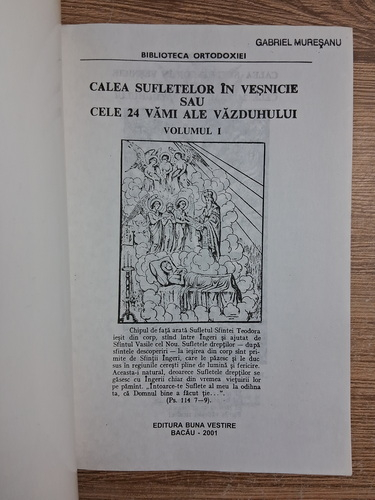 GABRIEL MUREŞANU
BIBLIOTECA ORTODOXIEI
CALEA SUFLETELOR ÎN VEŞNICIE
SAU
CELE 24 VĂMI ALE VĂZDUHULUI
VOLUMUL I
Chipul de faţă arată Sufletul Sfintei Teodora
ieşit din corp, stînd între Îngeri şi ajutat de
Sfîntul Vasile cel Nou. Sufletele drepţilor — după
sfintele descoperiri — la ieşirea din corp sînt pri-
mite de Sfinţii Îngeri, care le păzesc şi le duc
sus în regiunile cereşti pline de lumină şi fericire.
Aceasta-i natural, deoarece Sufletele drepţilor se
găsesc cu Îngerii chiar din vremea vieţuirii lor
pe pămînt. „Întoarce-te Suflete al meu la odihna
ta, că Domnul bine a făcut ţie...".
(Ps. 114 7—9).
EDITURA BUNA VESTIRE
BACĂU - 2001